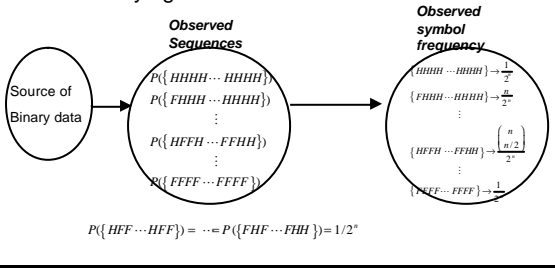 Observed
Sequences
Observed
symbol
frequency
Source of
Binary data
P({HHHH⋯HHHH})
P({FHHH⋯HHHH})
⋮
P({HFFH⋯FFHH})
⋮
P({FFFF⋯FFFF})
{HHHH⋯HHHH}→1/2^n
{FHHH⋯HHHH}→n/2^n
⋮
{HFFH⋯FFHH}→(n n/2)/2^n
⋮
{FFFF⋯FFFF}→1/2^n
P({HFF⋯HFF})= ⋯=P({FHF⋯FHH})=1/2^n